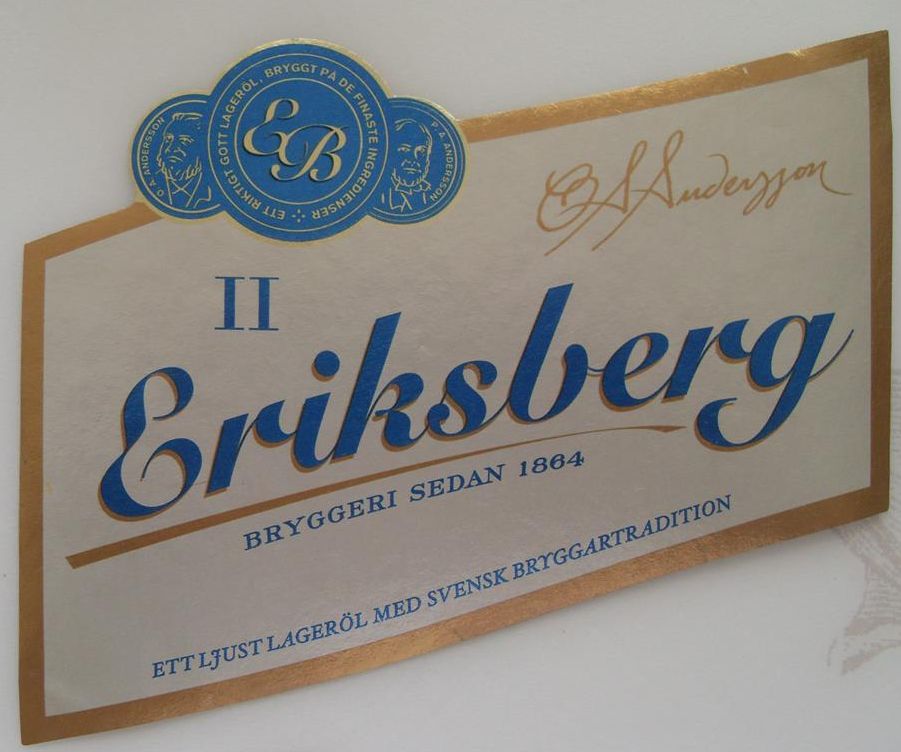 ETT RIKTIGT GOTT LAGERÖL, BRYGGT PÅ DE FINASTE INGREDIENSER
O. A. ANDERSSON
EB
P. A. ANDERSSON
O A Andersson
II
Eriksberg
BRYGGERI SEDAN 1864
ETT LJUST LAGERÖL MED SVENSK BRYGGARTRADITION